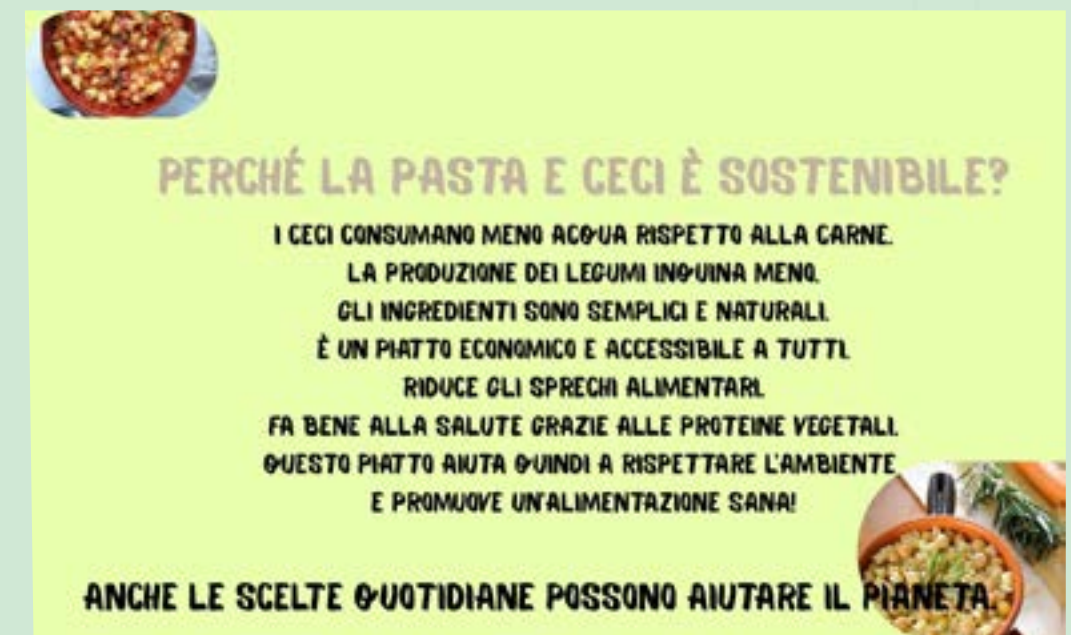 PERCHÉ LA PASTA E CECI È SOSTENIBILE?
I CECI CONSUMANO MENO ACQUA RISPETTO ALLA CARNE.
LA PRODUZIONE DEI LEGUMI INQUINA MENO.
GLI INGREDIENTI SONO SEMPLICI E NATURALI.
È UN PIATTO ECONOMICO E ACCESSIBILE A TUTTI.
RIDUCE GLI SPRECHI ALIMENTARI.
FA BENE ALLA SALUTE GRAZIE ALLE PROTEINE VEGETALI.
QUESTO PIATTO AIUTA QUINDI A RISPETTARE L'AMBIENTE
E PROMUOVE UN'ALIMENTAZIONE SANA!
ANCHE LE SCELTE QUOTIDIANE POSSONO AIUTARE IL PIANETA.